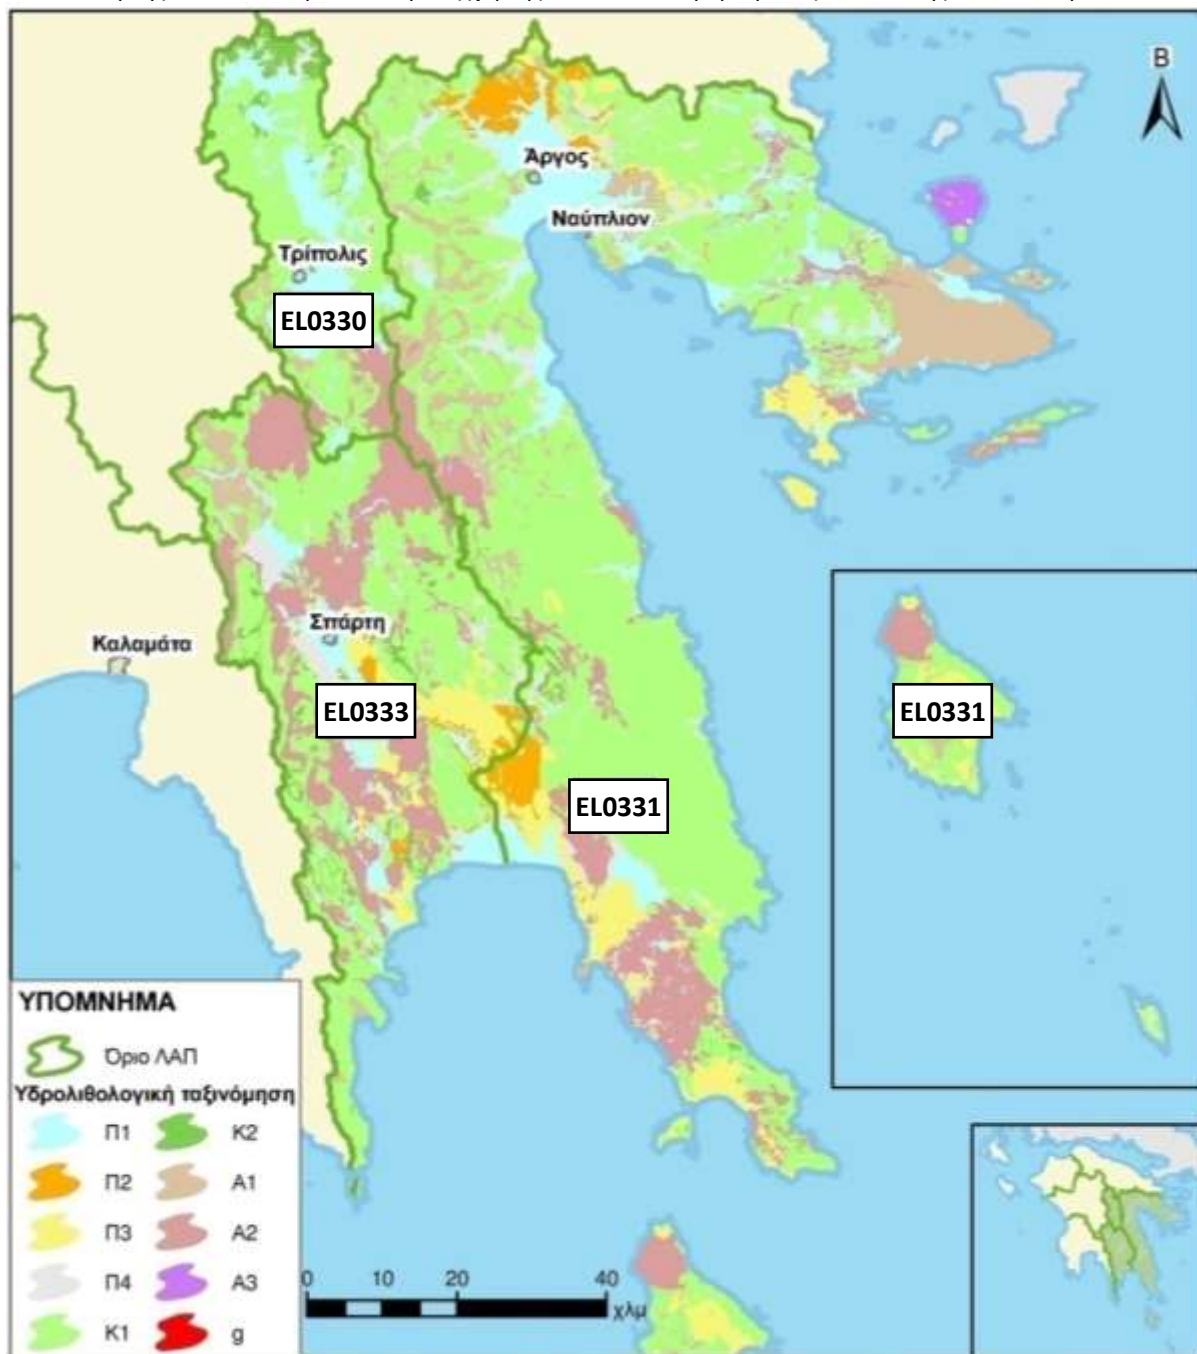 Β
Άργος
Ναύπλιον
Τρίπολις
EL0330
Σπάρτη
Καλαμάτα
EL0333
EL0331
EL0331
ΥΠΟΜΝΗΜΑ
Όριο ΛΑΠ
Υδρολιθολογική ταξινόμηση
Π1 Κ2
Π2 Α1
Π3 Α2
Π4 Α3
Κ1 g
0 10 20 40
χλμ